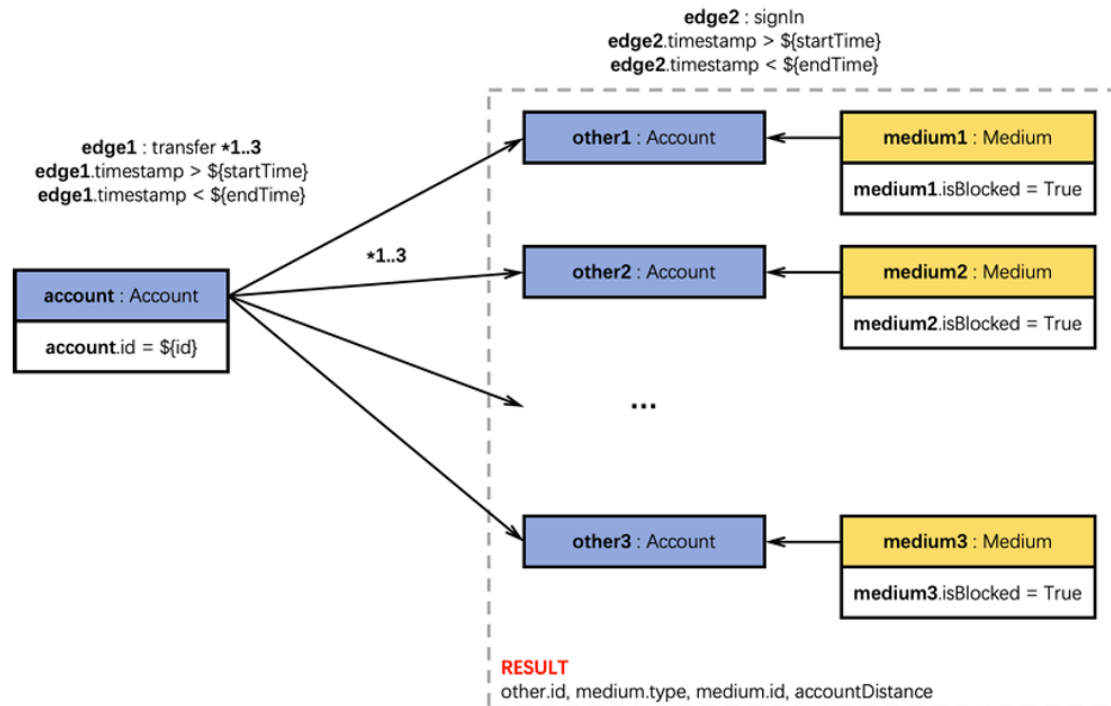 edge2 : signIn
edge2.timestamp > ${startTime}
edge2.timestamp < ${endTime}
edge1 : transfer *1..3
edge1.timestamp > ${startTime}
edge1.timestamp < ${endTime}
other1 : Account
medium1 : Medium
medium1.isBlocked = True
*1..3
other2 : Account
medium2 : Medium
medium2.isBlocked = True
account : Account
account.id = ${id}
...
other3 : Account
medium3 : Medium
medium3.isBlocked = True
RESULT
other.id, medium.type, medium.id, accountDistance